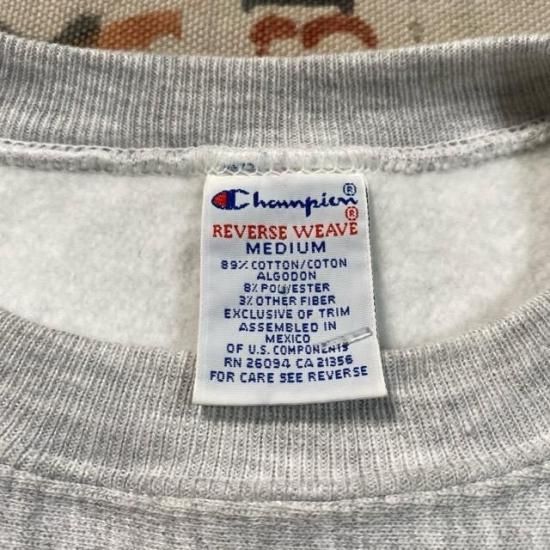 Champion®
REVERSE WEAVE®
MEDIUM
89% COTTON/COTON
ALGODON
8% POLYESTER
3% OTHER FIBER
EXCLUSIVE OF TRIM
ASSEMBLED IN
MEXICO
OF U.S. COMPONENTS
RN 26094 CA 21356
FOR CARE SEE REVERSE